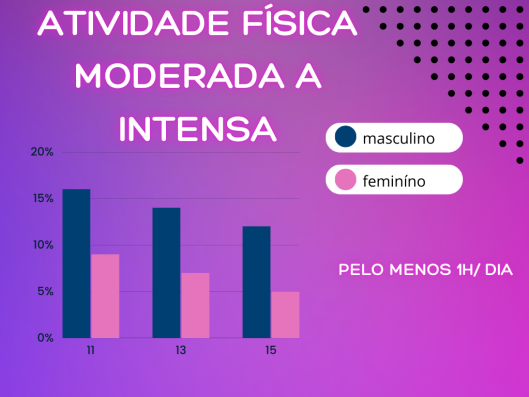 ATIVIDADE FÍSICA
MODERADA A
INTENSA
masculino
feminíno
PELO MENOS 1H/ DIA
20%
15%
10%
5%
0%
11 13 15